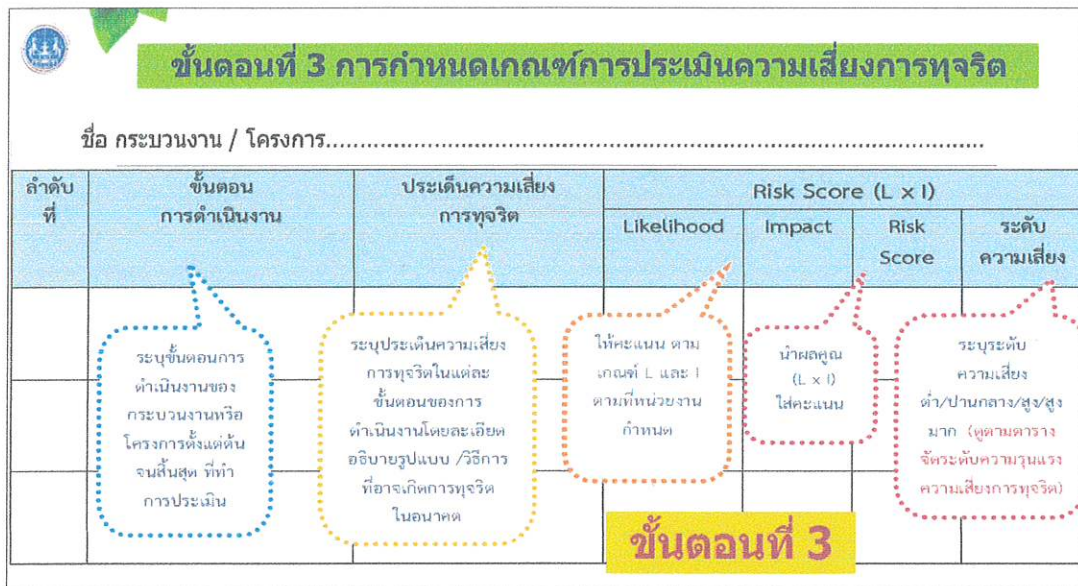 ขั้นตอนที่ 3 การกำหนดเกณฑ์การประเมินความเสี่ยงการทุจริต
ชื่อ กระบวนงาน / โครงการ....................................................................................................
ลำดับ
ที่
ขั้นตอน
การดำเนินงาน
ประเด็นความเสี่ยง
การทุจริต
Risk Score (L x I)
Likelihood
Impact
Risk
Score
ระดับ
ความเสี่ยง
ระบุขั้นตอนการ
ดำเนินงานของ
กระบวนงานหรือ
โครงการตั้งแต่ต้น
จนสิ้นสุด ที่ทำ
การประเมิน
ระบุประเด็นความเสี่ยง
การทุจริตในแต่ละ
ขั้นตอนของการ
ดำเนินงานโดยละเอียด
อธิบายรูปแบบ /วิธีการ
ที่อาจเกิดการทุจริต
ในอนาคต
ให้คะแนน ตาม
เกณฑ์ L และ I
ตามที่หน่วยงาน
กำหนด
นำผลคูณ
(L x I)
ใส่คะแนน
ระบุระดับ
ความเสี่ยง
ต่ำ/ปานกลาง/สูง/สูง
มาก (ดูตามตาราง
จัดระดับความรุนแรง
ความเสี่ยงการทุจริต)
ขั้นตอนที่ 3